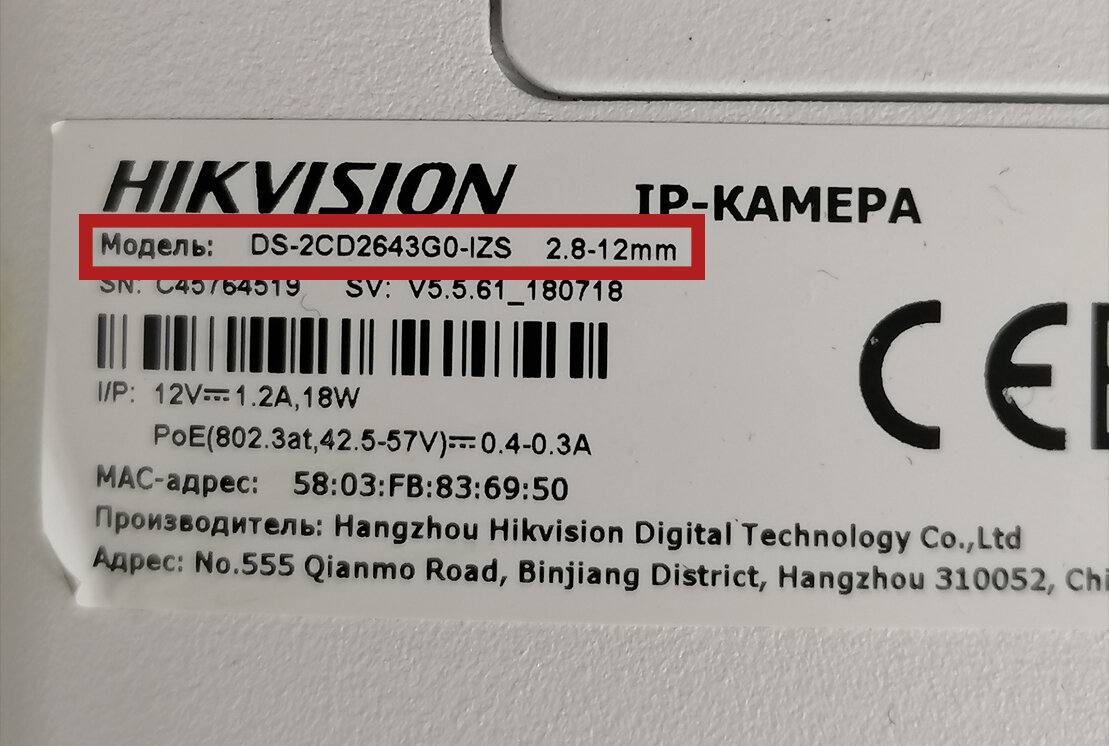 HIKVISION IP-КАМЕРА
Модель: DS-2CD2643G0-IZS 2.8-12mm
SN: C45764519 SV: V5.5.61_180718
I/P: 12V⎓1.2A,18W
PoE(802.3at,42.5-57V)⎓0.4-0.3A
MAC-адрес: 58:03:FB:83:69:50
Производитель: Hangzhou Hikvision Digital Technology Co.,Ltd
Адрес: No.555 Qianmo Road, Binjiang District, Hangzhou 310052, Chi
CE